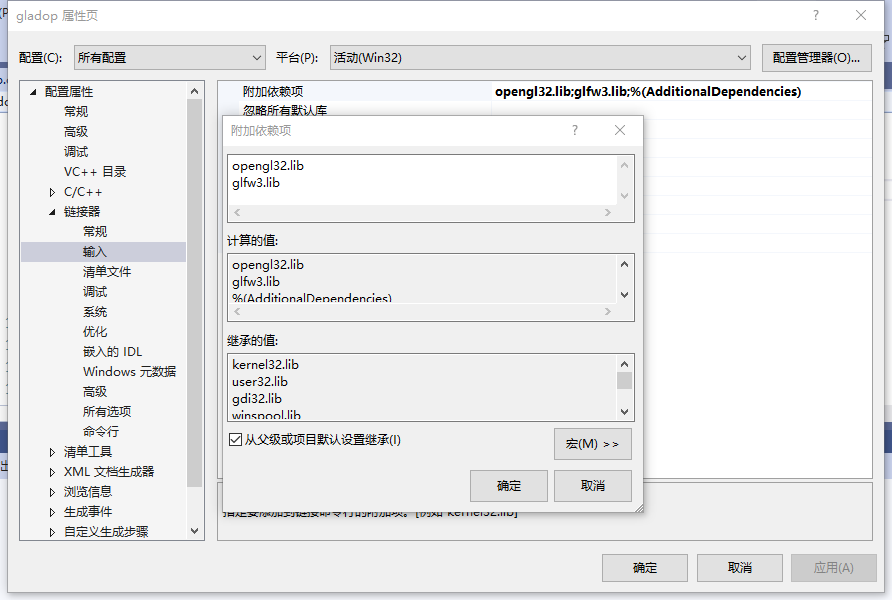 gladop 属性页
配置(C): 所有配置 平台(P): 活动(Win32) 配置管理器(O)...
配置属性
常规
高级
调试
VC++ 目录
C/C++
链接器
常规
输入
清单文件
调试
系统
优化
嵌入的 IDL
Windows 元数据
高级
所有选项
命令行
清单工具
XML 文档生成器
浏览信息
生成事件
自定义生成步骤
附加依赖项 opengl32.lib;glfw3.lib;%(AdditionalDependencies)
忽略所有默认库
附加依赖项
opengl32.lib
glfw3.lib
计算的值:
opengl32.lib
glfw3.lib
%(AdditionalDependencies)
继承的值:
kernel32.lib
user32.lib
gdi32.lib
winspool.lib
从父级或项目默认设置继承(I)
宏(M) >>
确定 取消
指定要添加到链接命令行的附加项。[例如 kernel32.lib]
确定 取消 应用(A)